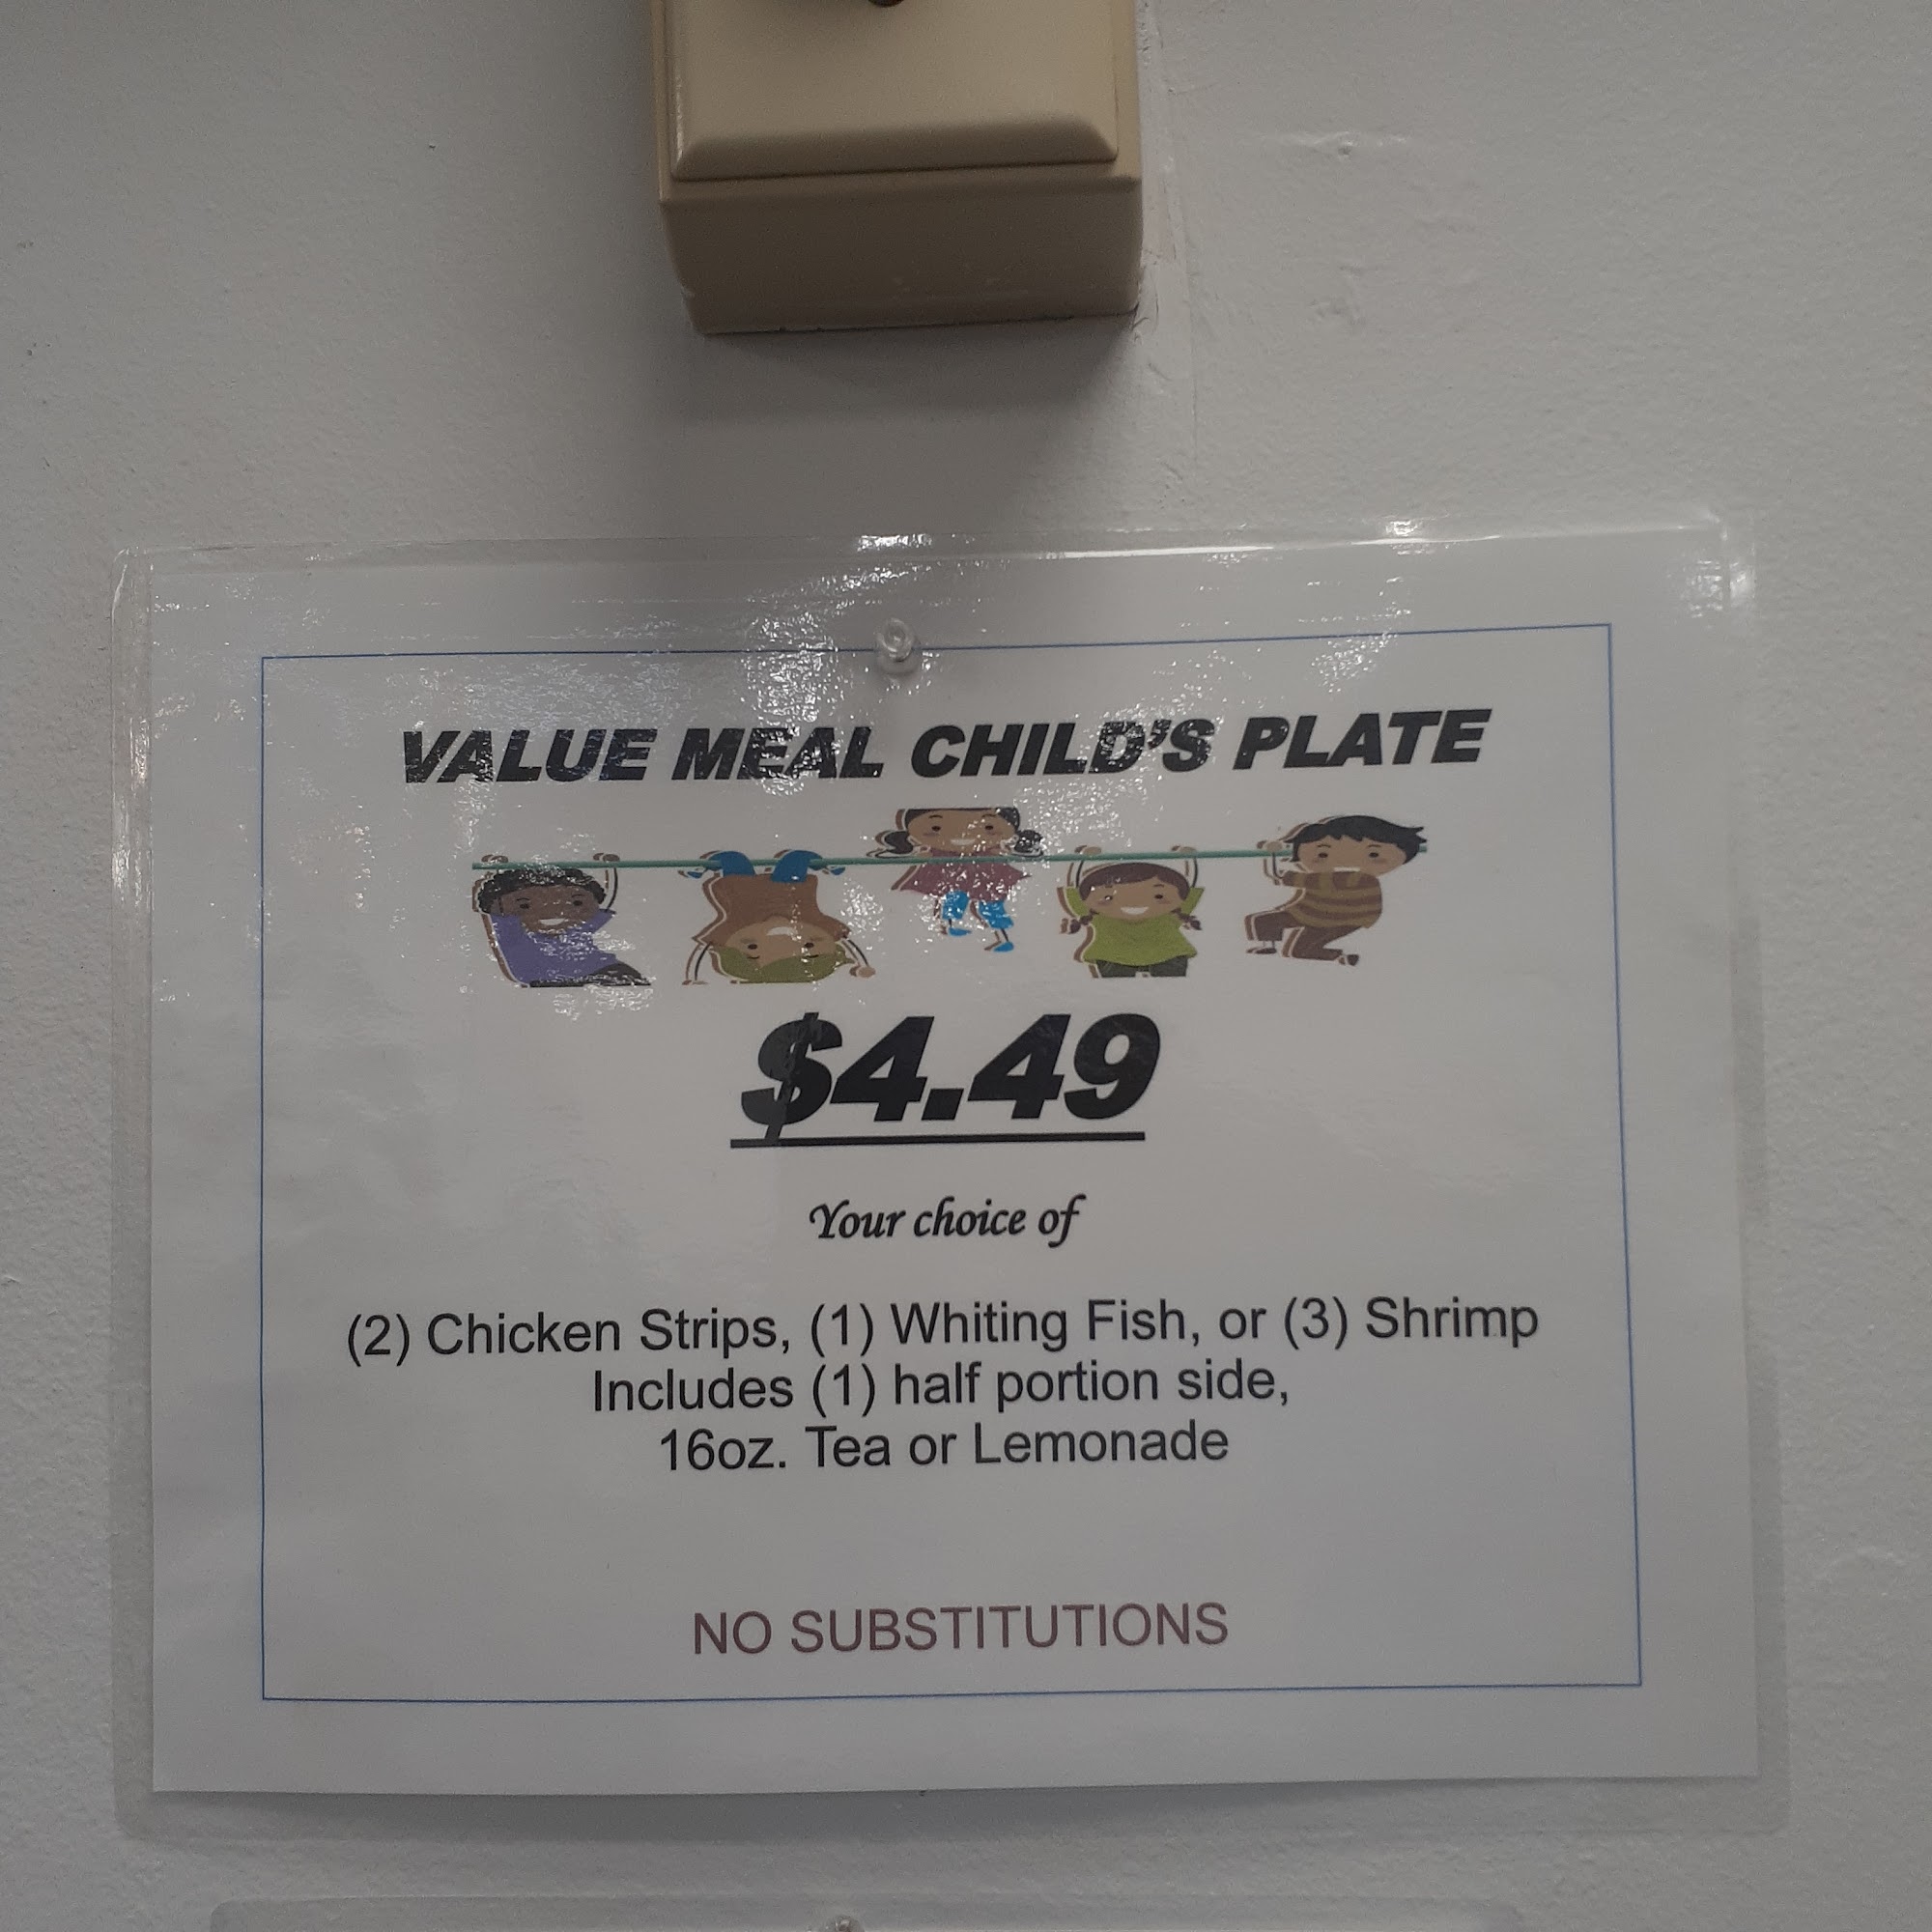 VALUE MEAL CHILD'S PLATE
$4.49
Your choice of
(2) Chicken Strips, (1) Whiting Fish, or (3) Shrimp
Includes (1) half portion side,
16oz. Tea or Lemonade
NO SUBSTITUTIONS